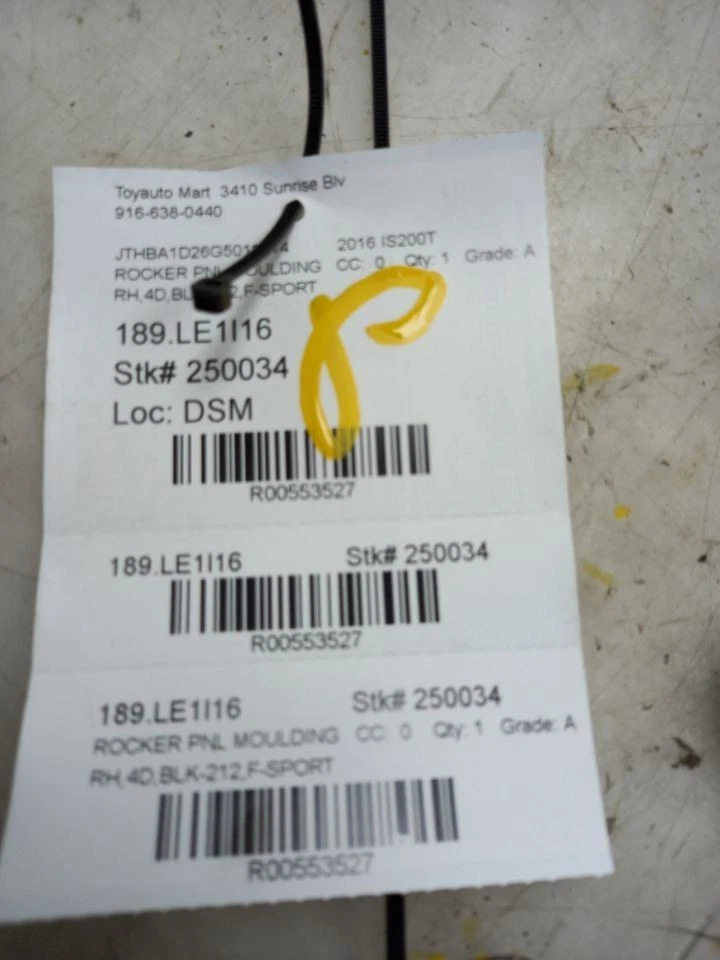 Toyauto Mart 3410 Sunrise Blv
916-638-0440
2016 IS200T
ROCKER PNL MOULDING CC: 0 Qty: 1 Grade: A
RH,4D, F-SPORT
189.LE1I16
Stk# 250034
Loc: DSM
R00553527
189.LE1I16 Stk# 250034
R00553527
189.LE1I16 Stk# 250034
ROCKER PNL MOULDING CC: 0 Qty: 1 Grade: A
RH,4D,BLK-212,F-SPORT
R00553527